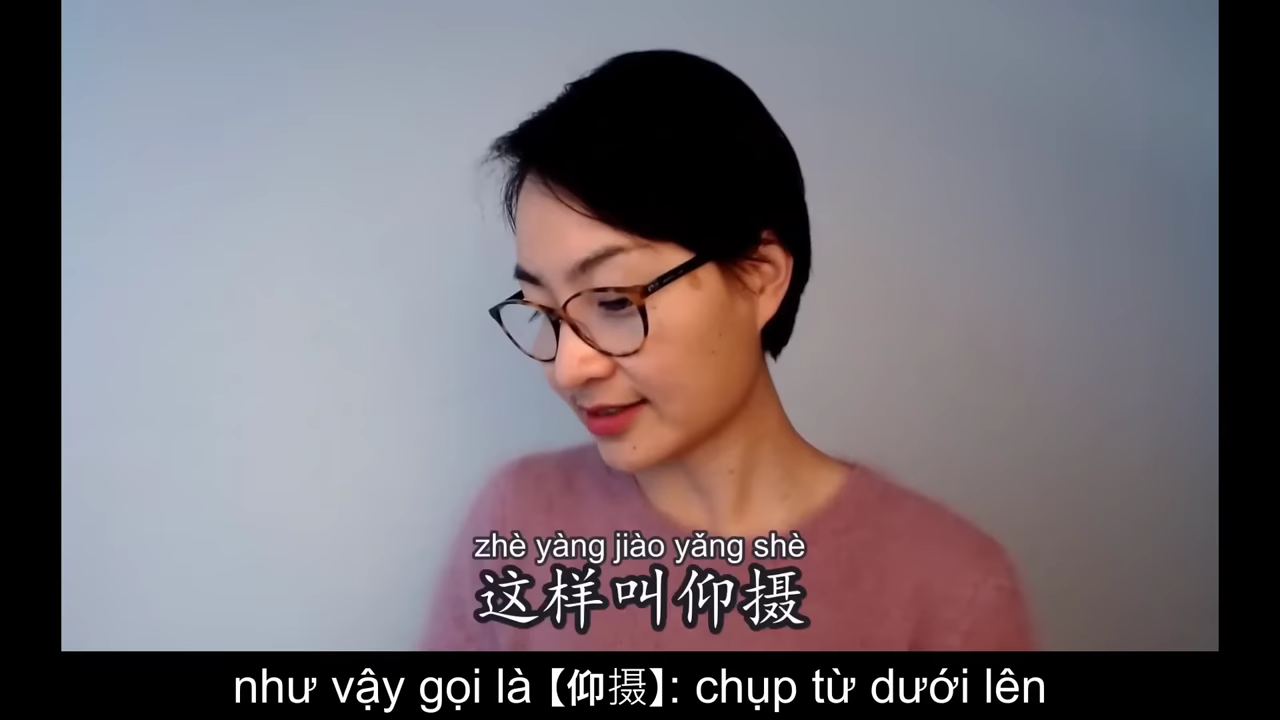 zhè yàng jiào yǎng shè
这样叫仰摄
như vậy gọi là【仰摄】: chụp từ dưới lên